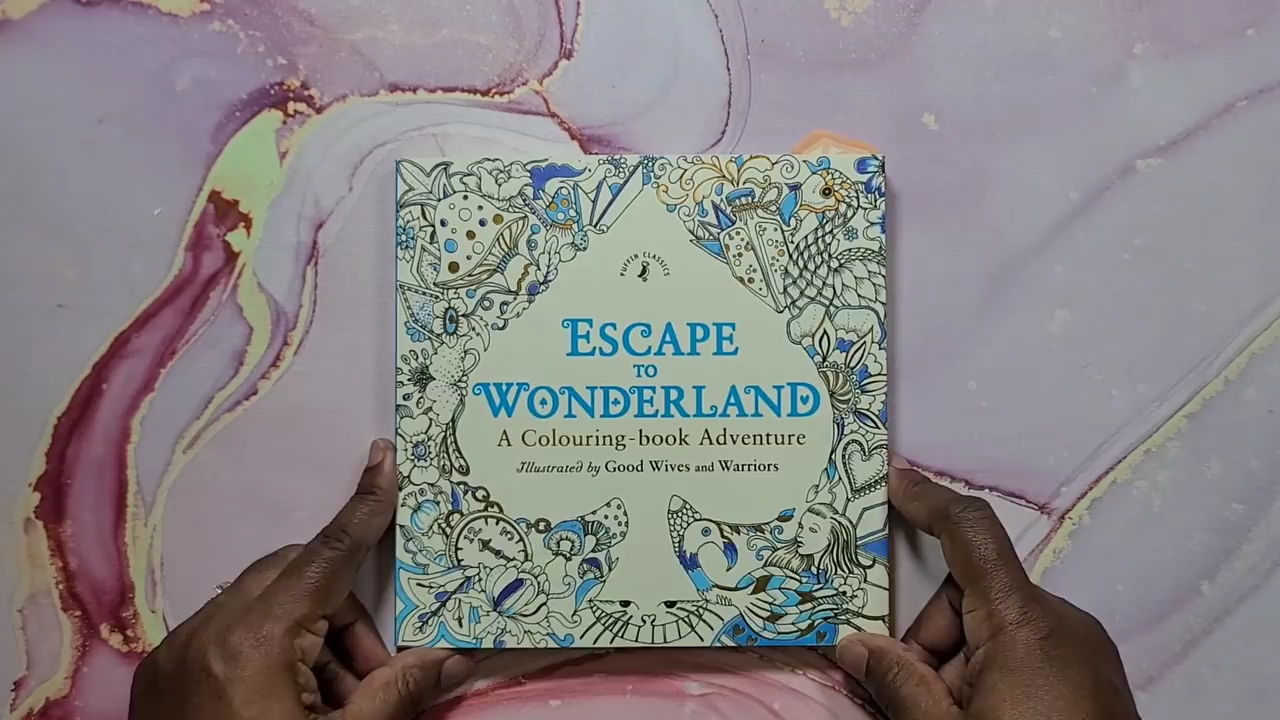 PUFFIN CLASSICS
ESCAPE
TO
WONDERLAND
A Colouring-book Adventure
Illustrated by Good Wives and Warriors